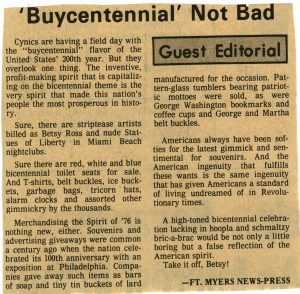 'Buycentennial' Not Bad
Cynics are having a field day with
the "buycentennial" flavor of the
United States' 200th year. But they
overlook one thing. The inventive,
profit-making spirit that is capitaliz-
ing on the bicentennial theme is the
very spirit that made this nation's
people the most prosperous in histo-
ry.
Sure, there are striptease artists
billed as Betsy Ross and nude Stat-
ues of Liberty in Miami Beach
nightclubs.
Sure there are red, white and blue
bicentennial toilet seats for sale.
And T-shirts, belt buckles, ice buck-
ets, garbage bags, tricorn hats,
alarm clocks and assorted other
gimmickry by the thousands.
Merchandising the Spirit of '76 is
nothing new, either. Souvenirs and
advertising giveaways were common
a century ago when the nation cele-
brated its 100th anniversary with an
exposition at Philadelphia. Compa-
nies gave away such items as bars
of soap and tiny tin buckets of lard
Guest Editorial
manufactured for the occasion. Pat-
tern-glass tumblers bearing patriot-
ic mottoes were sold, as were
George Washington bookmarks and
coffee cups and George and Martha
belt buckles.
Americans always have been sof-
ties for the latest gimmick and sen-
timental for souvenirs. And the
American ingenuity that fulfills
these wants is the same ingenuity
that has given Americans a standard
of living undreamed of in Revolu-
tionary times.
A high-toned bicentennial celebra-
tion lacking in hoopla and schmaltzy
bric-a-brac would be not only a little
boring but a false reflection of the
American spirit.
Take it off, Betsy!
—FT. MYERS NEWS-PRESS